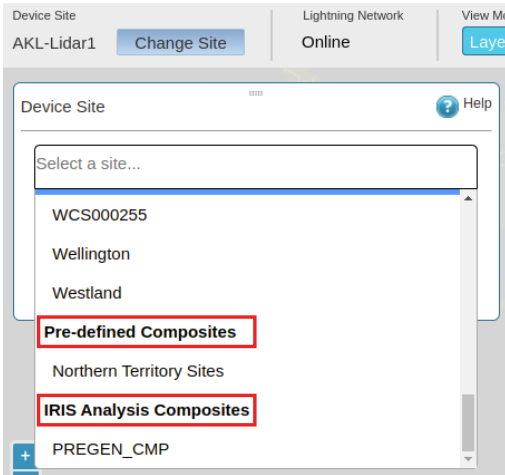 Device Site
Lightning Network
View Mo
AKL-Lidar1
Change Site
Online
Laye
Device Site
? Help
Select a site...
WCS000255
Wellington
Westland
Pre-defined Composites
Northern Territory Sites
IRIS Analysis Composites
PREGEN_CMP
+